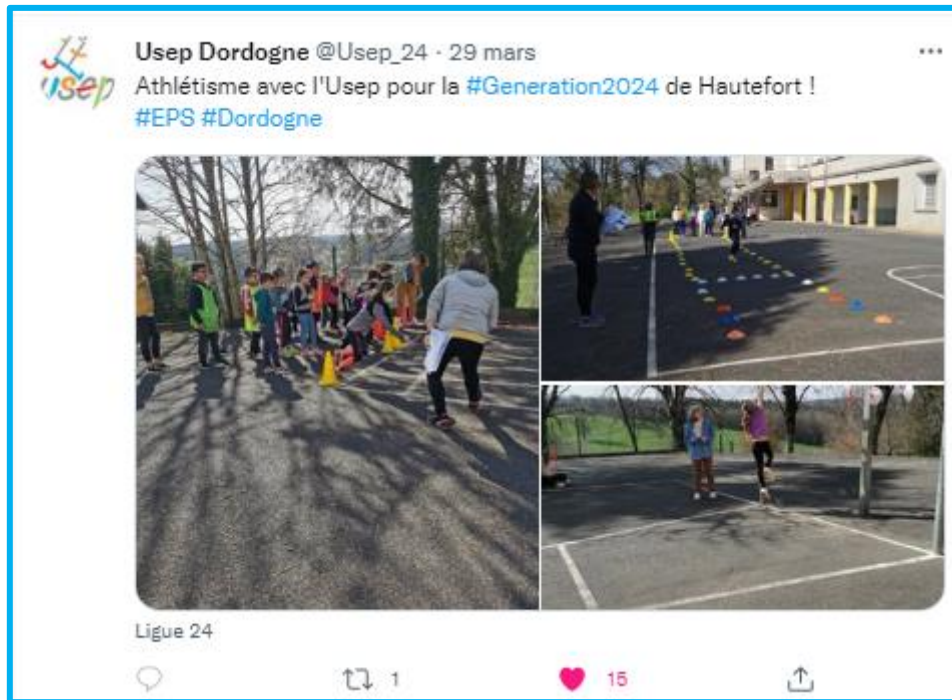 usep
Usep Dordogne @Usep_24 · 29 mars
Athlétisme avec l'Usep pour la #Generation2024 de Hautefort !
#EPS #Dordogne
Ligue 24
1
15